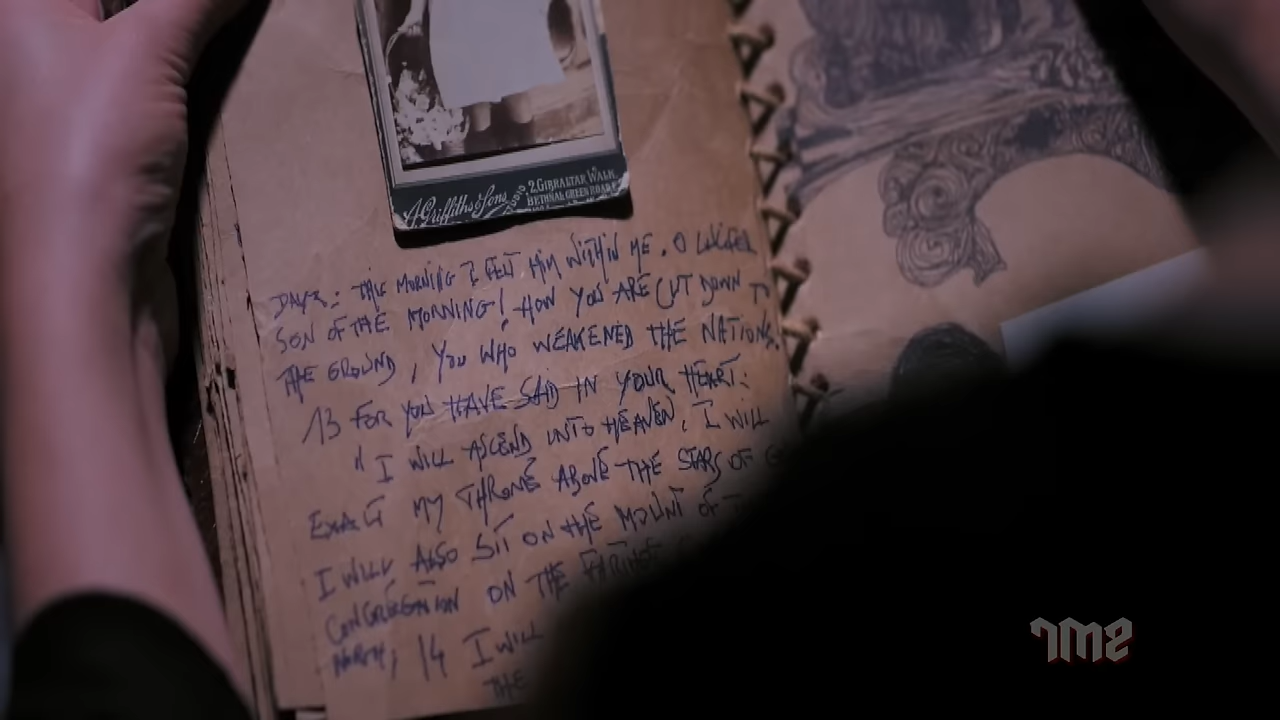 A. Griffiths & Sons
2 GIBRALTAR WALK,
BETHNAL GREEN ROAD
THIS MORNING I FELT HIM WITHIN ME. O LUCIFER
SON OF THE MORNING! HOW YOU ARE CUT DOWN TO
THE GROUND, YOU WHO WEAKENED THE NATIONS.
13 FOR YOU HAVE SAID IN YOUR HEART:
" I WILL ASCEND INTO HEAVEN, I WILL
EXALT MY THRONE ABOVE THE STARS OF
I WILL ALSO SIT ON THE MOUNT OF
CONGREGATION ON THE
NORTH; 14 I WILL
THE